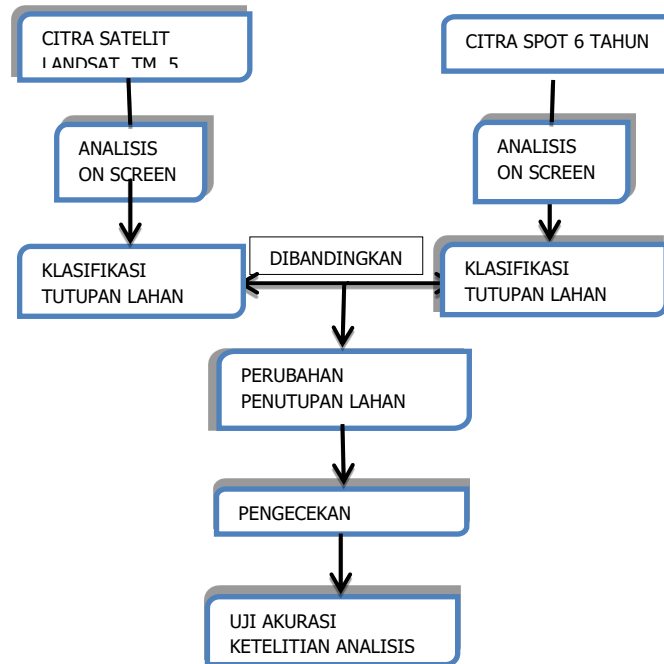 CITRA SATELIT
LANDSAT TM 5
CITRA SPOT 6 TAHUN
ANALISIS
ON SCREEN
ANALISIS
ON SCREEN
DIBANDINGKAN
KLASIFIKASI
TUTUPAN LAHAN
KLASIFIKASI
TUTUPAN LAHAN
PERUBAHAN
PENUTUPAN LAHAN
PENGECEKAN
UJI AKURASI
KETELITIAN ANALISIS